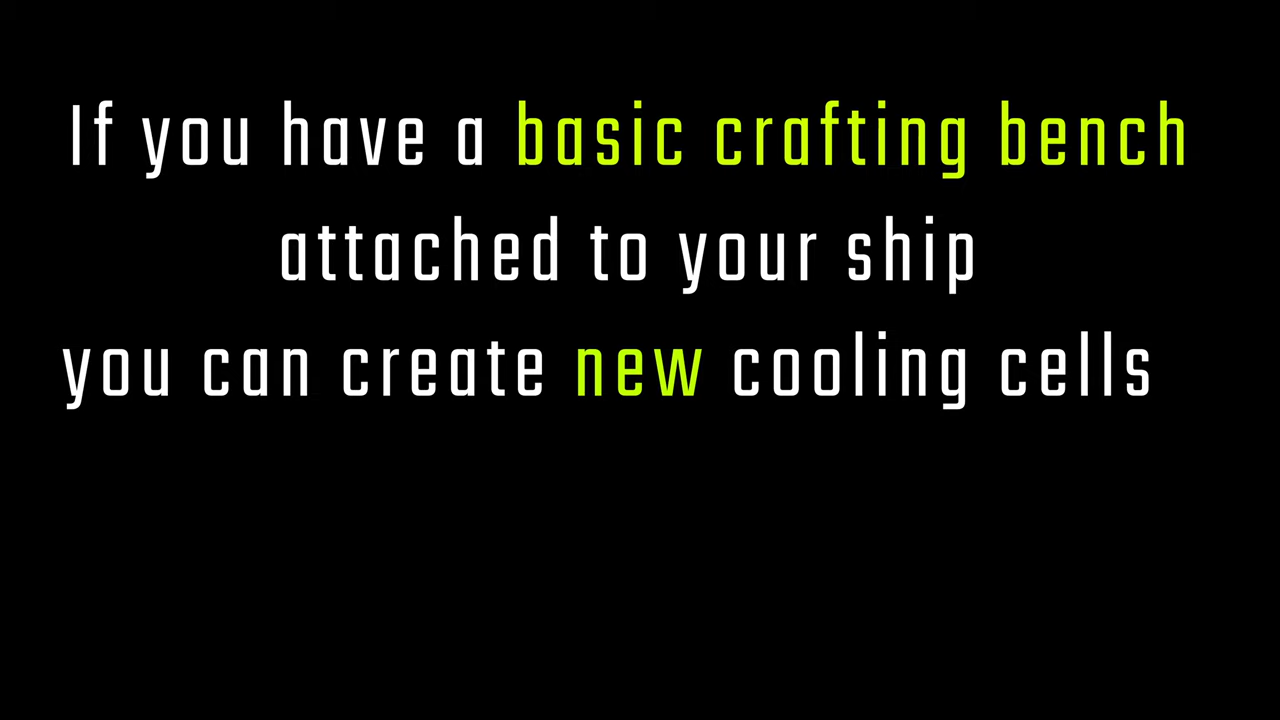 If you have a basic crafting bench
attached to your ship
you can create new cooling cells